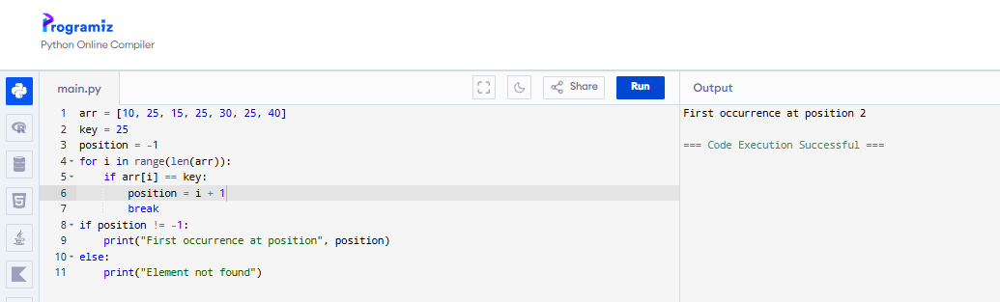 Programiz
Python Online Compiler
main.py
Share
Run
Output
1 arr = [10, 25, 15, 25, 30, 25, 40]
2 key = 25
3 position = -1
4 for i in range(len(arr)):
5     if arr[i] == key:
6         position = i + 1
7         break
8 if position != -1:
9     print("First occurrence at position", position)
10 else:
11     print("Element not found")
First occurrence at position 2
=== Code Execution Successful ===